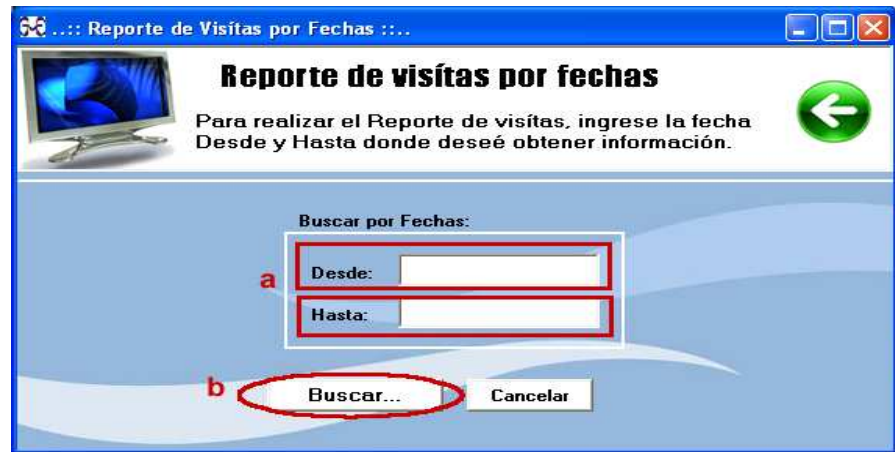 ..:: Reporte de Visítas por Fechas ::..
Reporte de visítas por fechas
Para realizar el Reporte de visítas, ingrese la fecha
Desde y Hasta donde deseé obtener información.
Buscar por Fechas:
a
Desde:
Hasta:
b
Buscar...
Cancelar